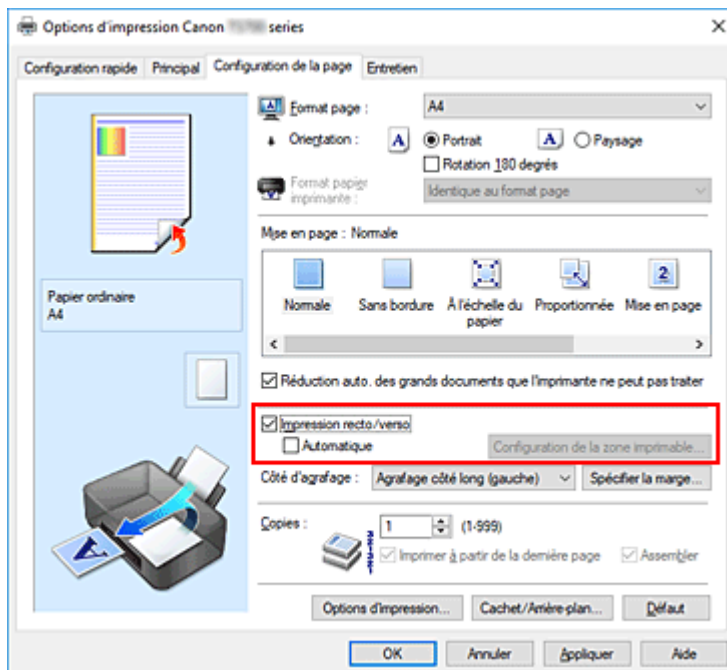 Options d'impression Canon series
Configuration rapide Principal Configuration de la page Entretien
Format page : A4
Orientation : A Portrait A Paysage
Rotation 180 degrés
Format papier imprimante : Identique au format page
Mise en page : Normale
2
Normale Sans bordure À l'échelle du papier Proportionnée Mise en page
Papier ordinaire
A4
Réduction auto. des grands documents que l'imprimante ne peut pas traiter
Impression recto/verso
Automatique Configuration de la zone imprimable...
Côté d'agrafage : Agrafage côté long (gauche) Spécifier la marge...
Copies : 1 (1-999)
Imprimer à partir de la dernière page Assembler
A
Options d'impression... Cachet/Arrière-plan... Défaut
OK Annuler Appliquer Aide